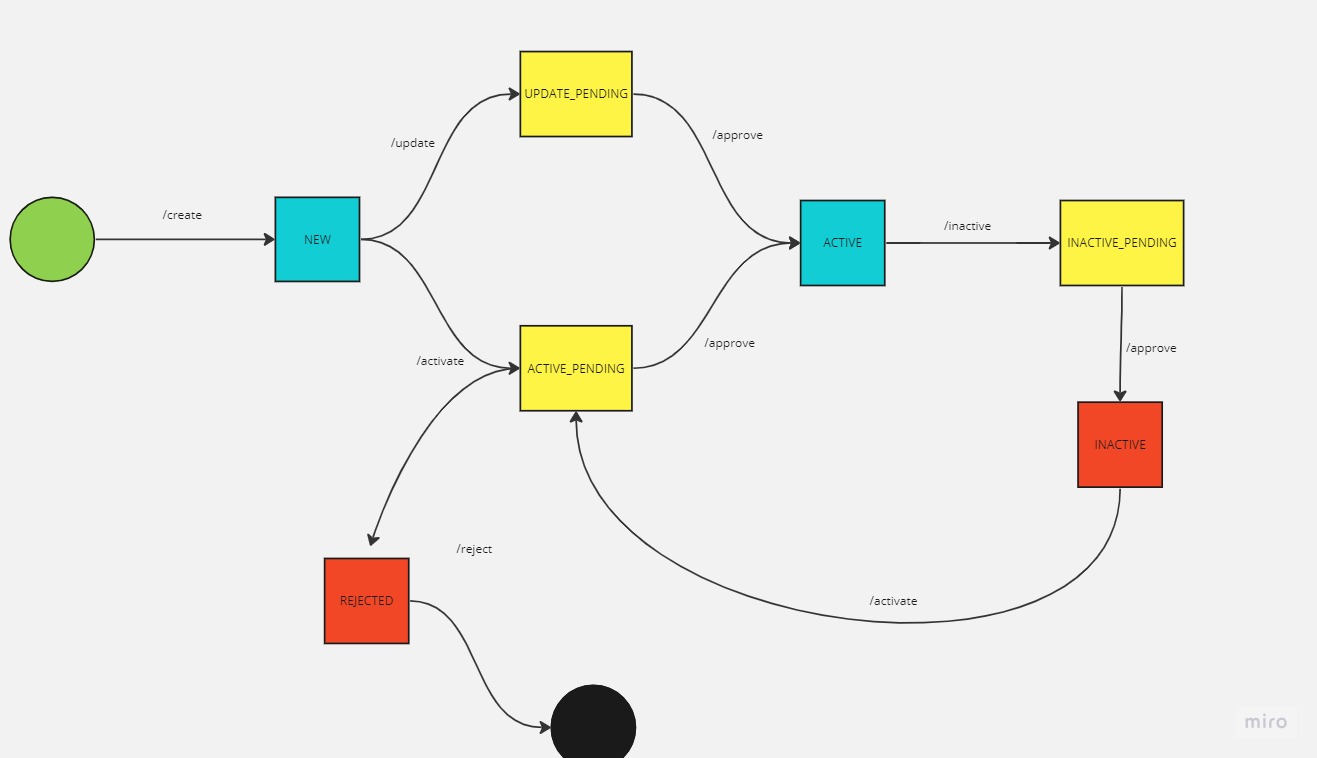 UPDATE_PENDING
/update
/approve
/create
NEW
ACTIVE
/inactive
INACTIVE_PENDING
/activate
ACTIVE_PENDING
/approve
/approve
INACTIVE
/reject
REJECTED
/activate
miro